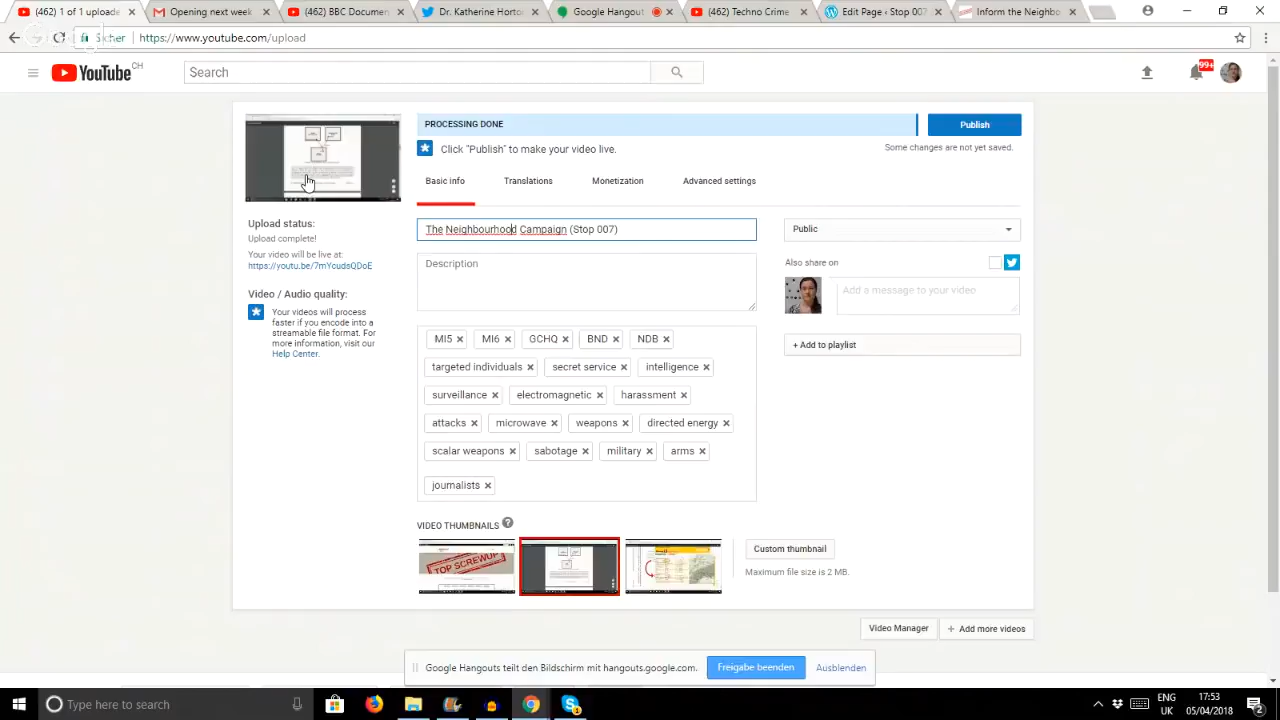 (462) 1 of 1 uploade
Opening next week
(462) BBC Documen
Dr Katherine Horto
Google Hangout
(462) Techno Crime
Edit Page ‹ Stop 007
Inform the Neighbo
Sicher https://www.youtube.com/upload
YouTube CH
Search
99+
PROCESSING DONE
Publish
Click "Publish" to make your video live.
Some changes are not yet saved.
Basic info
Translations
Monetization
Advanced settings
Upload status:
Upload complete!
Your video will be live at:
https://youtu.be/7mYcudsQDoE
The Neighbourhood Campaign (Stop 007)
Public
Description
Also share on
Add a message to your video
Video / Audio quality:
Your videos will process
faster if you encode into a
streamable file format. For
more information, visit our
Help Center.
MI5 × MI6 × GCHQ × BND × NDB ×
+ Add to playlist
targeted individuals × secret service × intelligence ×
surveillance × electromagnetic × harassment ×
attacks × microwave × weapons × directed energy ×
scalar weapons × sabotage × military × arms ×
journalists ×
VIDEO THUMBNAILS ?
TOP SCREWUP
Custom thumbnail
Maximum file size is 2 MB.
Video Manager
+ Add more videos
Google Hangouts teilt den Bildschirm mit hangouts.google.com.
Freigabe beenden
Ausblenden
Type here to search
ENG
UK
17:53
05/04/2018
2